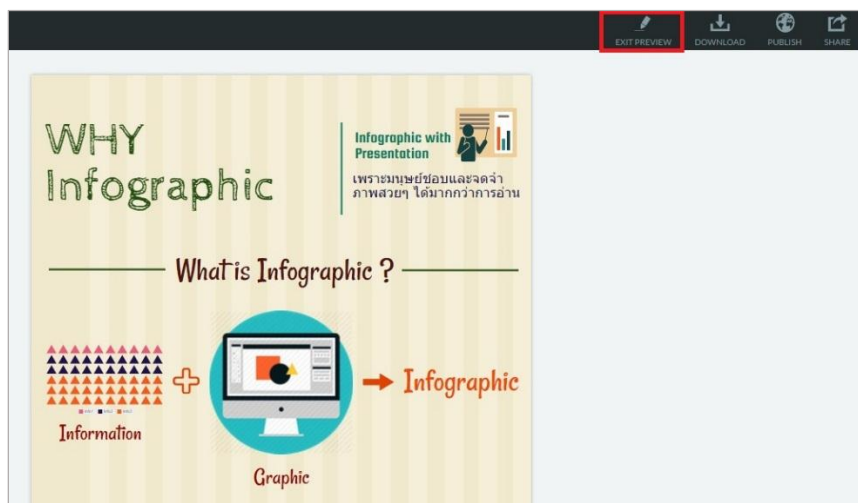 EXIT PREVIEW
DOWNLOAD
PUBLISH
SHARE
WHY
Infographic
Infographic with
Presentation
เพราะมนุษย์ชอบและจดจำ
ภาพสวยๆ ได้มากกว่าการอ่าน
What is Infographic ?
Infographic
Information
Graphic